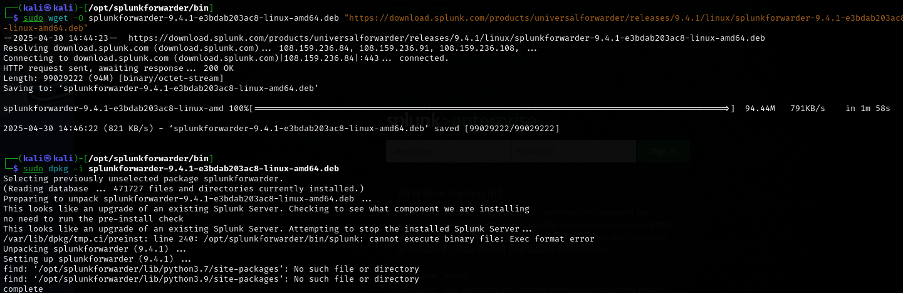 ┌──(kali㉿kali)-[/opt/splunkforwarder/bin]
└─$ sudo wget -O splunkforwarder-9.4.1-e3bdab203ac8-linux-amd64.deb "https://download.splunk.com/products/universalforwarder/releases/9.4.1/linux/splunkforwarder-9.4.1-e3bdab203ac8
-linux-amd64.deb"
--2025-04-30 14:44:23--  https://download.splunk.com/products/universalforwarder/releases/9.4.1/linux/splunkforwarder-9.4.1-e3bdab203ac8-linux-amd64.deb
Resolving download.splunk.com (download.splunk.com)... 108.159.236.84, 108.159.236.91, 108.159.236.108, ...
Connecting to download.splunk.com (download.splunk.com)|108.159.236.84|:443... connected.
HTTP request sent, awaiting response... 200 OK
Length: 99029222 (94M) [binary/octet-stream]
Saving to: ‘splunkforwarder-9.4.1-e3bdab203ac8-linux-amd64.deb’
splunkforwarder-9.4.1-e3bdab203ac8-linux-amd 100%[===================================================>]  94.44M   791KB/s    in 1m 58s
2025-04-30 14:46:22 (821 KB/s) - ‘splunkforwarder-9.4.1-e3bdab203ac8-linux-amd64.deb’ saved [99029222/99029222]
┌──(kali㉿kali)-[/opt/splunkforwarder/bin]
└─$ sudo dpkg -i splunkforwarder-9.4.1-e3bdab203ac8-linux-amd64.deb
Selecting previously unselected package splunkforwarder.
(Reading database ... 471727 files and directories currently installed.)
Preparing to unpack splunkforwarder-9.4.1-e3bdab203ac8-linux-amd64.deb ...
This looks like an upgrade of an existing Splunk Server. Checking to see what component we are installing
no need to run the pre-install check
This looks like an upgrade of an existing Splunk Server. Attempting to stop the installed Splunk Server...
/var/lib/dpkg/tmp.ci/preinst: line 240: /opt/splunkforwarder/bin/splunk: cannot execute binary file: Exec format error
Unpacking splunkforwarder (9.4.1) ...
Setting up splunkforwarder (9.4.1) ...
find: ‘/opt/splunkforwarder/lib/python3.7/site-packages’: No such file or directory
find: ‘/opt/splunkforwarder/lib/python3.9/site-packages’: No such file or directory
complete